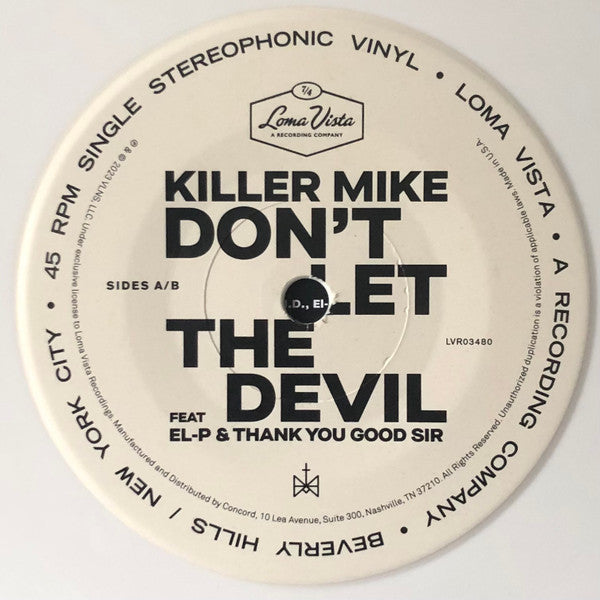 45 RPM SINGLE STEREOPHONIC VINYL • LOMA VISTA • A RECORDING COMPANY • BEVERLY HILLS / NEW YORK CITY •
7/4
Loma Vista
A RECORDING COMPANY
KILLER MIKE
DON'T
LET
THE
DEVIL
FEAT
EL-P & THANK YOU GOOD SIR
SIDES A/B
.D., El-
LVR03480
℗ & © 2023 VLNS, LLC. Under exclusive license to Loma Vista Recordings. Manufactured and Distributed by Concord, 10 Lea Avenue, Suite 300, Nashville, TN 37210. All Rights Reserved. Unauthorized duplication is a violation of applicable laws Made in U.S.A.